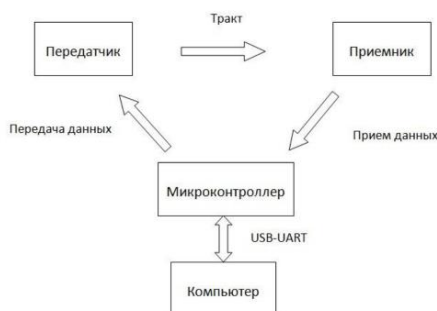 Тракт
Передатчик
Приемник
Передача данных
Прием данных
Микроконтроллер
USB-UART
Компьютер